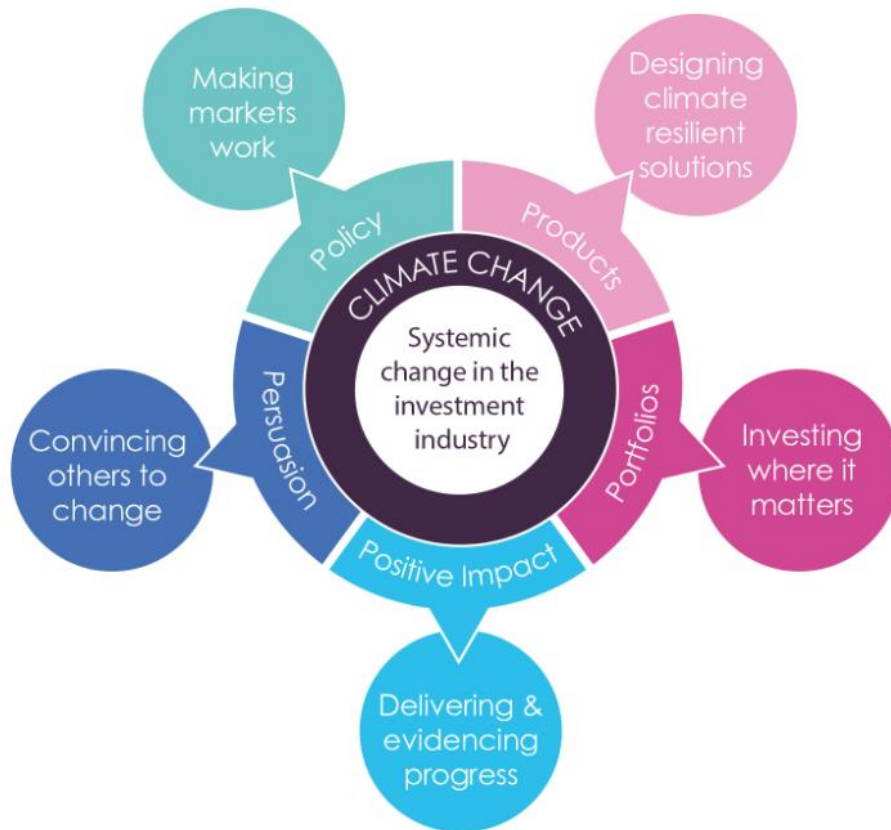 Making
markets
work
Designing
climate
resilient
solutions
Policy
Products
CLIMATE CHANGE
Systemic
change in the
investment
industry
Persuasion
Portfolios
Convincing
others to
change
Investing
where it
matters
Positive Impact
Delivering &
evidencing
progress